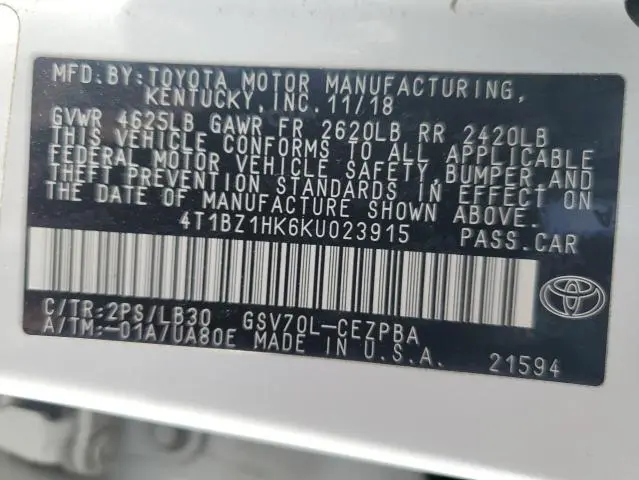 MFD. BY: TOYOTA MOTOR MANUFACTURING,
KENTUCKY, INC. 11/18
GVWR 4625LB GAWR FR 2620LB RR 2420LB
THIS VEHICLE CONFORMS TO ALL APPLICABLE
FEDERAL MOTOR VEHICLE SAFETY, BUMPER AND
THEFT PREVENTION STANDARDS IN EFFECT ON
THE DATE OF MANUFACTURE SHOWN ABOVE.
4T1BZ1HK6KU023915 PASS.CAR
C/TR:2PS/LB30 GSV70L-CEZPBA
A/TM:-01A/UA80E MADE IN U.S.A.
21594